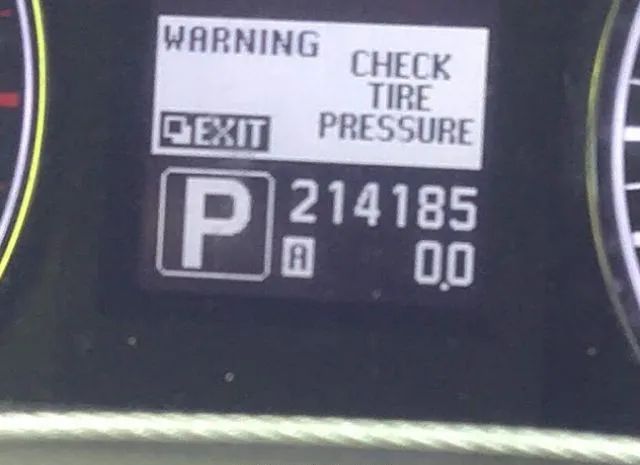 WARNING
CHECK
TIRE
PRESSURE
EXIT
P
214185
A
0.0